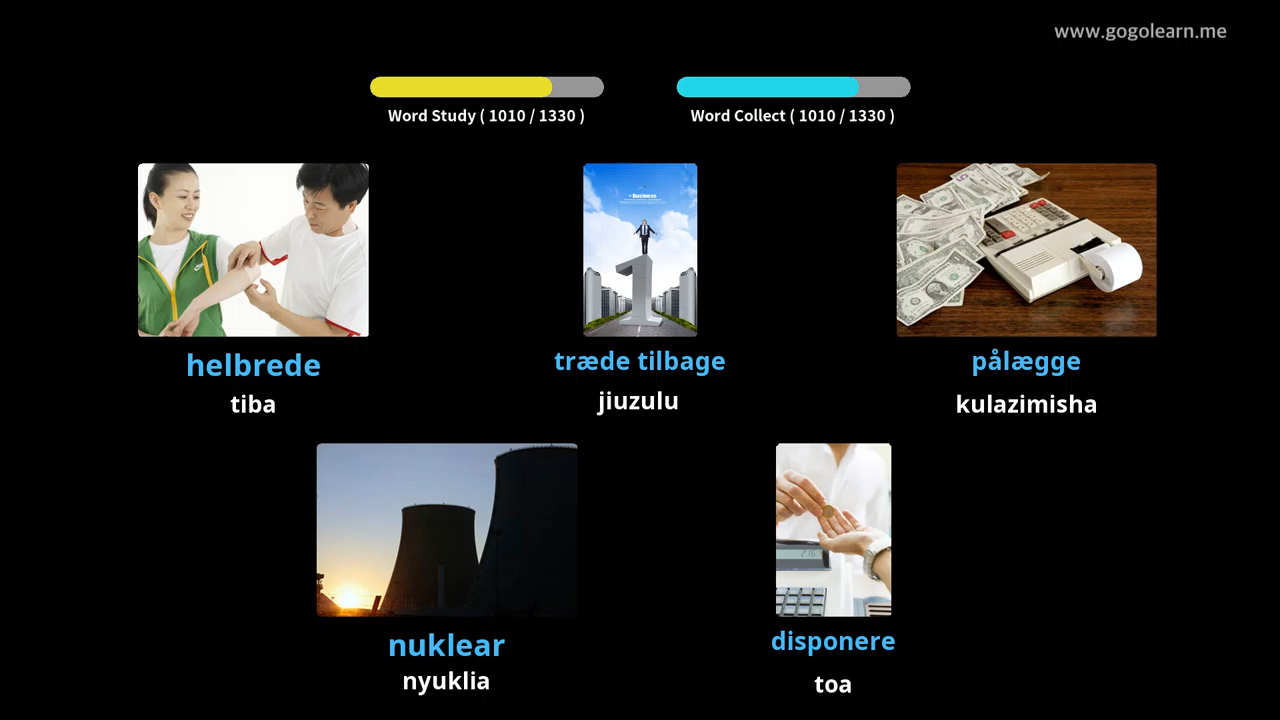 www.gogolearn.me
Word Study ( 1010 / 1330 )
Word Collect ( 1010 / 1330 )
Business
helbrede
tiba
træde tilbage
jiuzulu
pålægge
kulazimisha
nuklear
nyuklia
disponere
toa